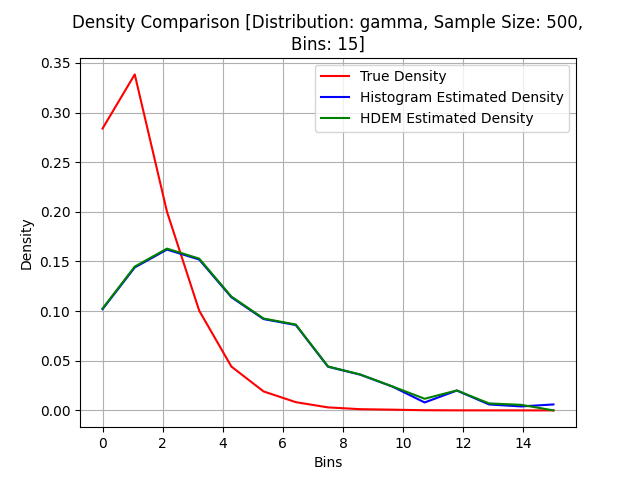 Density Comparison [Distribution: gamma, Sample Size: 500,
Bins: 15]
True Density
Histogram Estimated Density
HDEM Estimated Density
Density
0.35
0.30
0.25
0.20
0.15
0.10
0.05
0.00
0 2 4 6 8 10 12 14
Bins